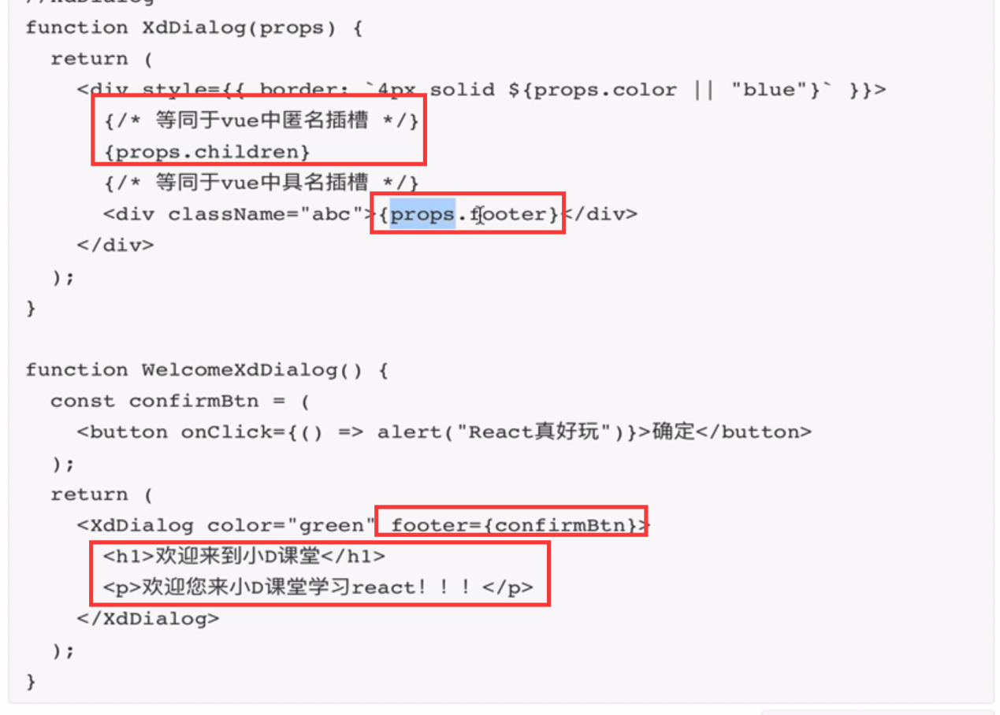 //XdDialog
function XdDialog(props) {
  return (
    <div style={{ border: `4px solid ${props.color || "blue"}` }}>
      {/* 等同于vue中匿名插槽 */}
      {props.children}
      {/* 等同于vue中具名插槽 */}
      <div className="abc">{props.footer}</div>
    </div>
  );
}
function WelcomeXdDialog() {
  const confirmBtn = (
    <button onClick={() => alert("React真好玩")}>确定</button>
  );
  return (
    <XdDialog color="green" footer={confirmBtn}>
      <h1>欢迎来到小D课堂</h1>
      <p>欢迎您来小D课堂学习react！！！</p>
    </XdDialog>
  );
}